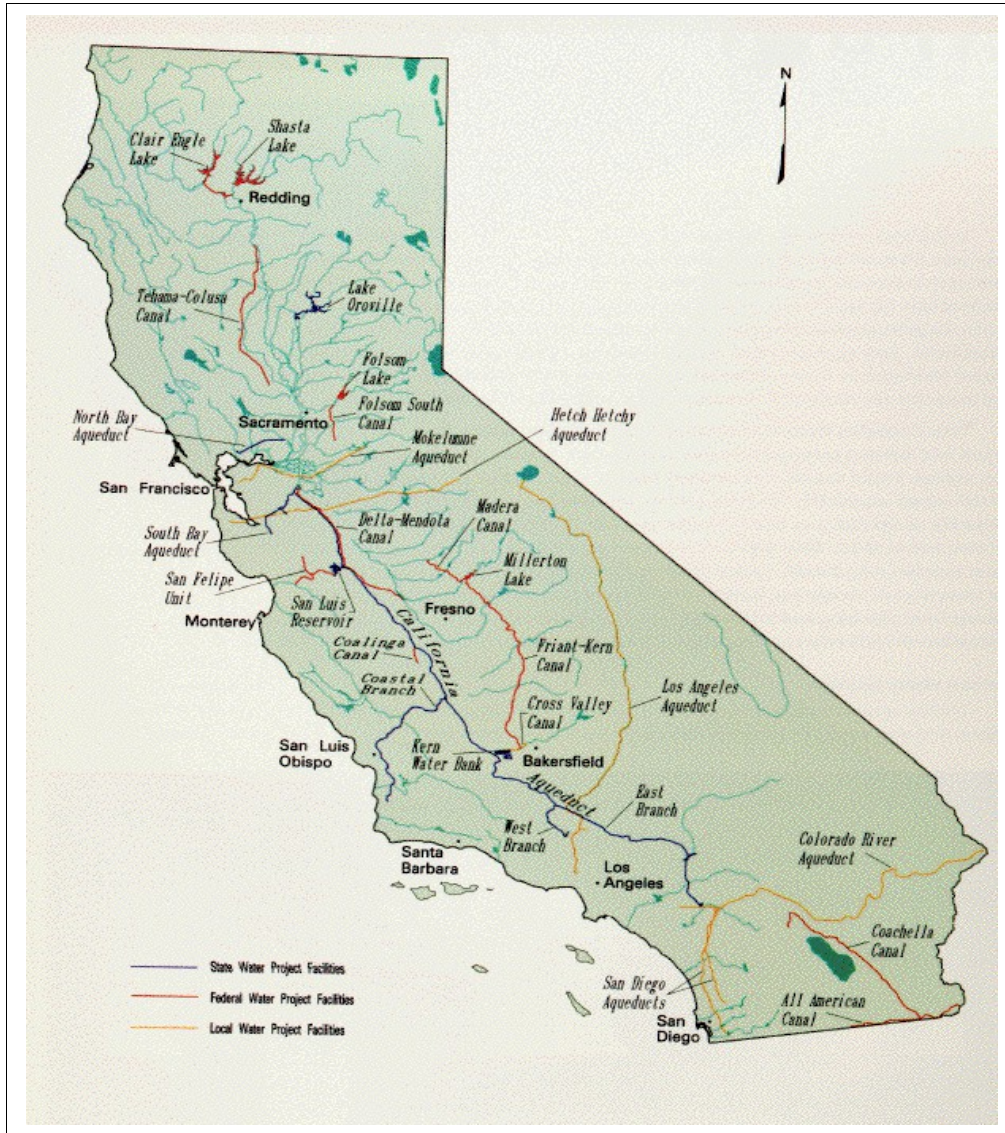 N
Clair Engle
Lake
Shasta
Lake
Redding
Tehama-Colusa
Canal
Lake
Oroville
Folsom
Lake
Folsom South
Canal
North Bay
Aqueduct
Sacramento
Hetch Hetchy
Aqueduct
Mokelumne
Aqueduct
San Francisco
Madera
Canal
Delta-Mendota
Canal
South Bay
Aqueduct
Millerton
Lake
San Felipe
Unit
San Luis
Reservoir
Fresno
Monterey
California
Coalinga
Canal
Friant-Kern
Canal
Coastal
Branch
Los Angeles
Aqueduct
Cross Valley
Canal
San Luis
Obispo
Kern
Water Bank
Bakersfield
Aqueduct
East
Branch
West
Branch
Colorado River
Aqueduct
Santa
Barbara
Los
Angeles
Coachella
Canal
San Diego
Aqueducts
All American
Canal
San
Diego
State Water Project Facilities
Federal Water Project Facilities
Local Water Project Facilities